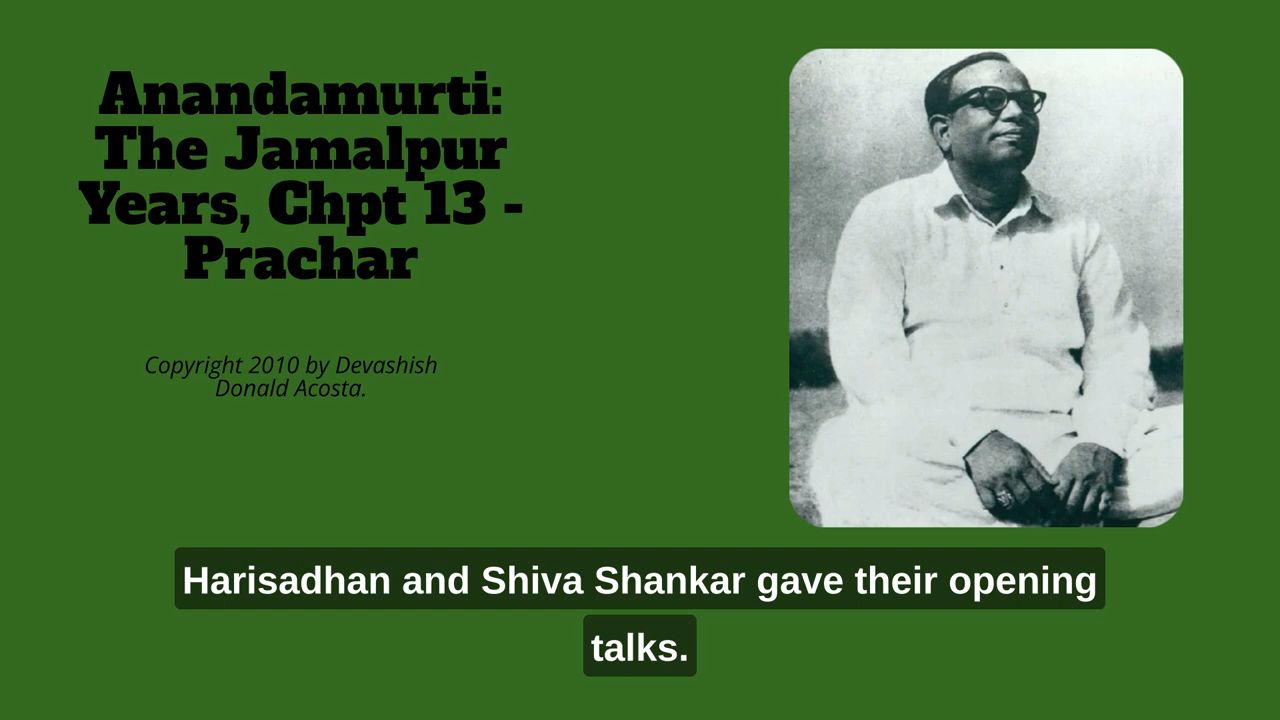 Anandamurti:
The Jamalpur
Years, Chpt 13 -
Prachar
Copyright 2010 by Devashish
Donald Acosta.
Harisadhan and Shiva Shankar gave their opening
talks.